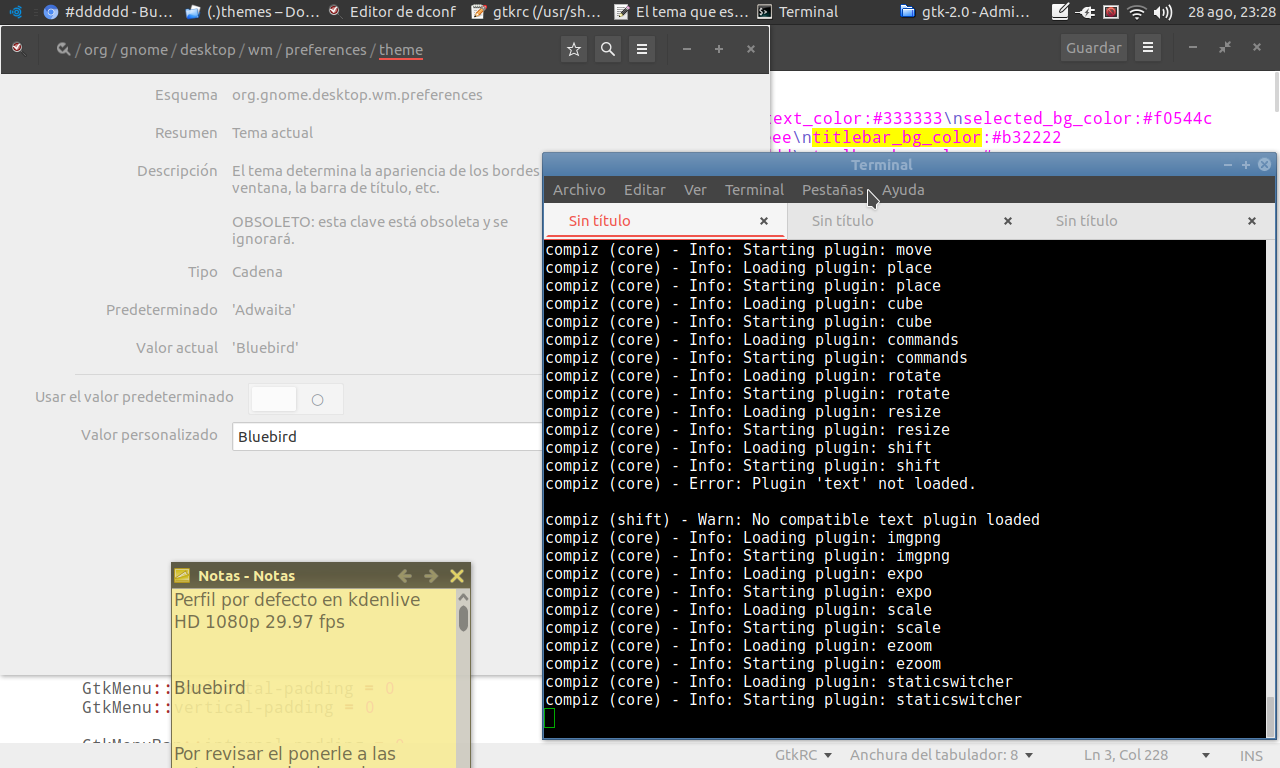 #dddddd - Bu...
(.)themes – Do...
Editor de dconf
gtkrc (/usr/sh...
El tema que es...
Terminal
gtk-2.0 - Admi...
28 ago, 23:28
/ org / gnome / desktop / wm / preferences / theme
Guardar
Esquema org.gnome.desktop.wm.preferences
Resumen Tema actual
Descripción El tema determina la apariencia de los bordes
ventana, la barra de título, etc.
OBSOLETO: esta clave está obsoleta y se
ignorará.
Tipo Cadena
Predeterminado 'Adwaita'
Valor actual 'Bluebird'
Usar el valor predeterminado
Valor personalizado Bluebird
ext_color:#333333\nselected_bg_color:#f0544c
ee\ntitlebar_bg_color:#b32222
Terminal
Archivo Editar Ver Terminal Pestañas Ayuda
Sin título
Sin título
Sin título
compiz (core) - Info: Starting plugin: move
compiz (core) - Info: Loading plugin: place
compiz (core) - Info: Starting plugin: place
compiz (core) - Info: Loading plugin: cube
compiz (core) - Info: Starting plugin: cube
compiz (core) - Info: Loading plugin: commands
compiz (core) - Info: Starting plugin: commands
compiz (core) - Info: Loading plugin: rotate
compiz (core) - Info: Starting plugin: rotate
compiz (core) - Info: Loading plugin: resize
compiz (core) - Info: Starting plugin: resize
compiz (core) - Info: Loading plugin: shift
compiz (core) - Info: Starting plugin: shift
compiz (core) - Error: Plugin 'text' not loaded.
compiz (shift) - Warn: No compatible text plugin loaded
compiz (core) - Info: Loading plugin: imgpng
compiz (core) - Info: Starting plugin: imgpng
compiz (core) - Info: Loading plugin: expo
compiz (core) - Info: Starting plugin: expo
compiz (core) - Info: Loading plugin: scale
compiz (core) - Info: Starting plugin: scale
compiz (core) - Info: Loading plugin: ezoom
compiz (core) - Info: Starting plugin: ezoom
compiz (core) - Info: Loading plugin: staticswitcher
compiz (core) - Info: Starting plugin: staticswitcher
Notas - Notas
Perfil por defecto en kdenlive
HD 1080p 29.97 fps
Bluebird
Por revisar el ponerle a las
GtkMenu::horizontal-padding = 0
GtkMenu::vertical-padding = 0
GtkRC
Anchura del tabulador: 8
Ln 3, Col 228
INS